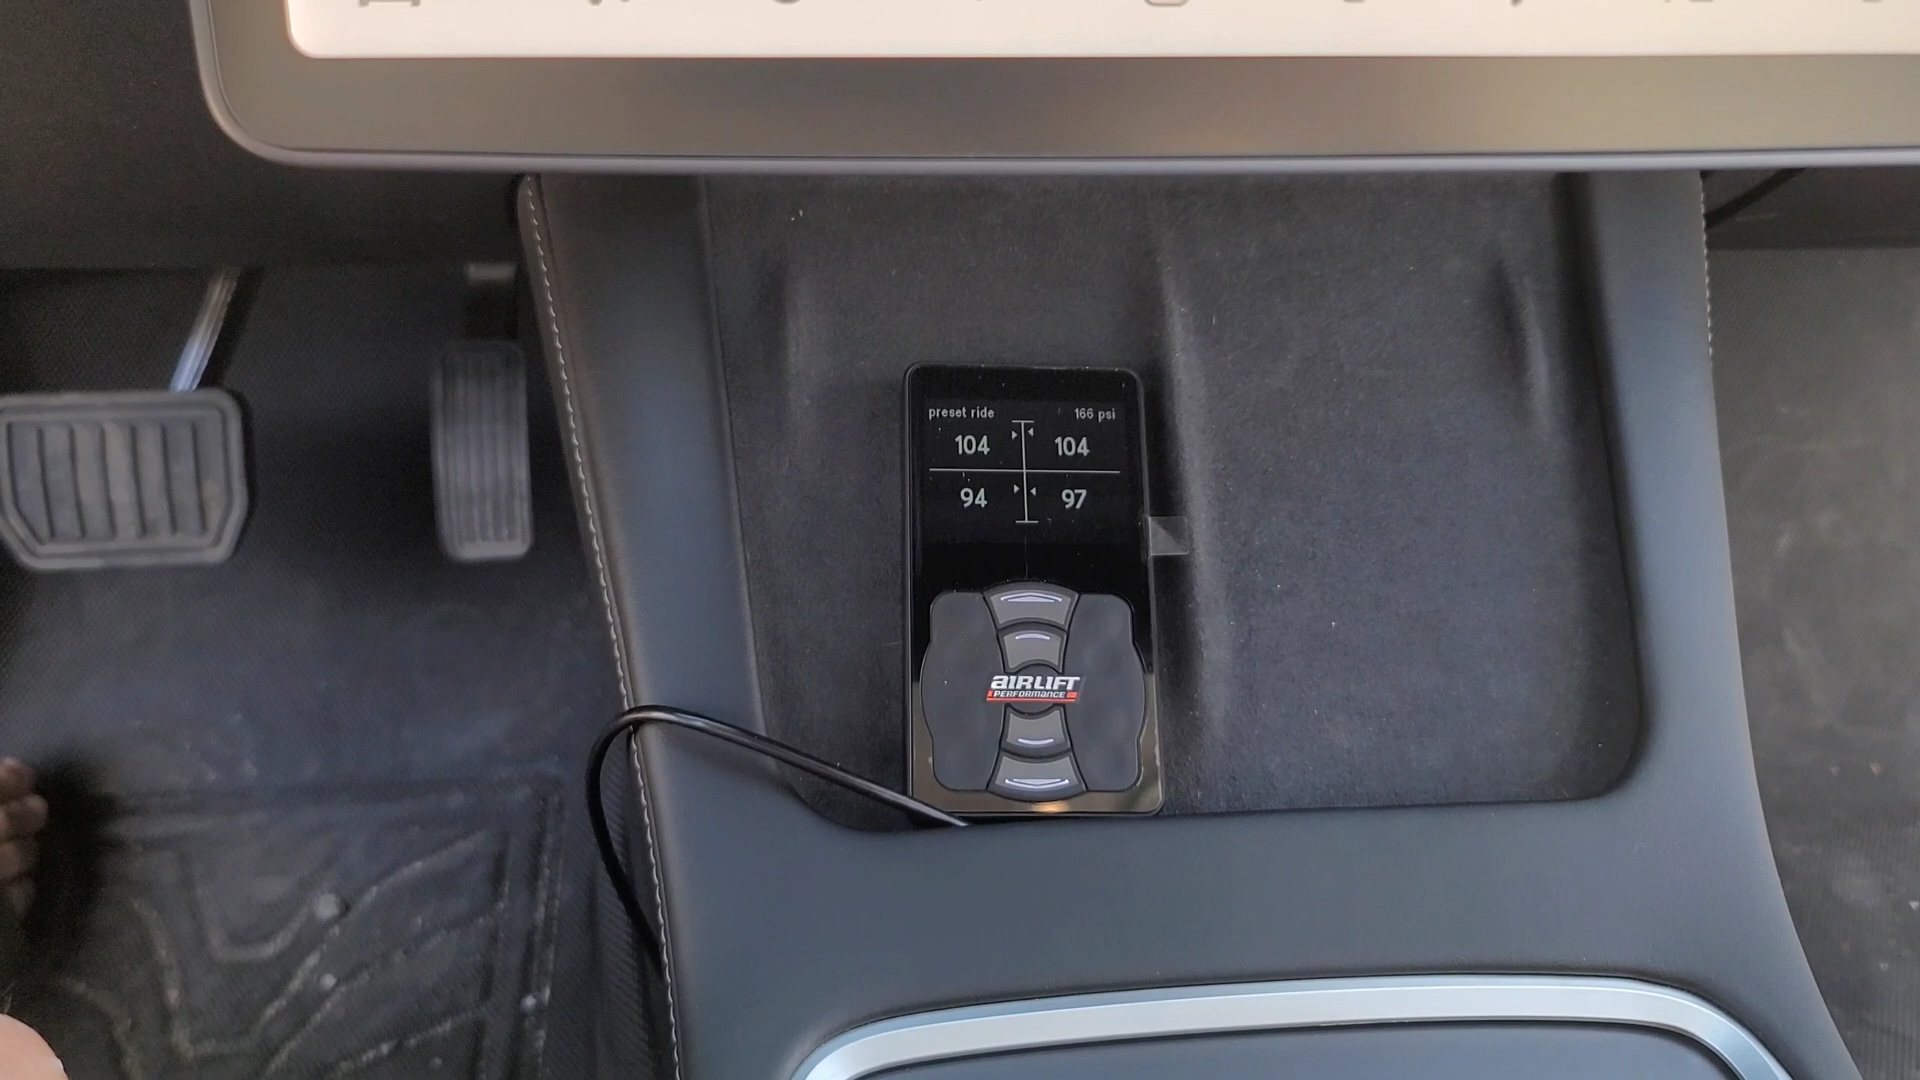 preset ride 166 psi
104 104
94 97
AIRLIFT
PERFORMANCE